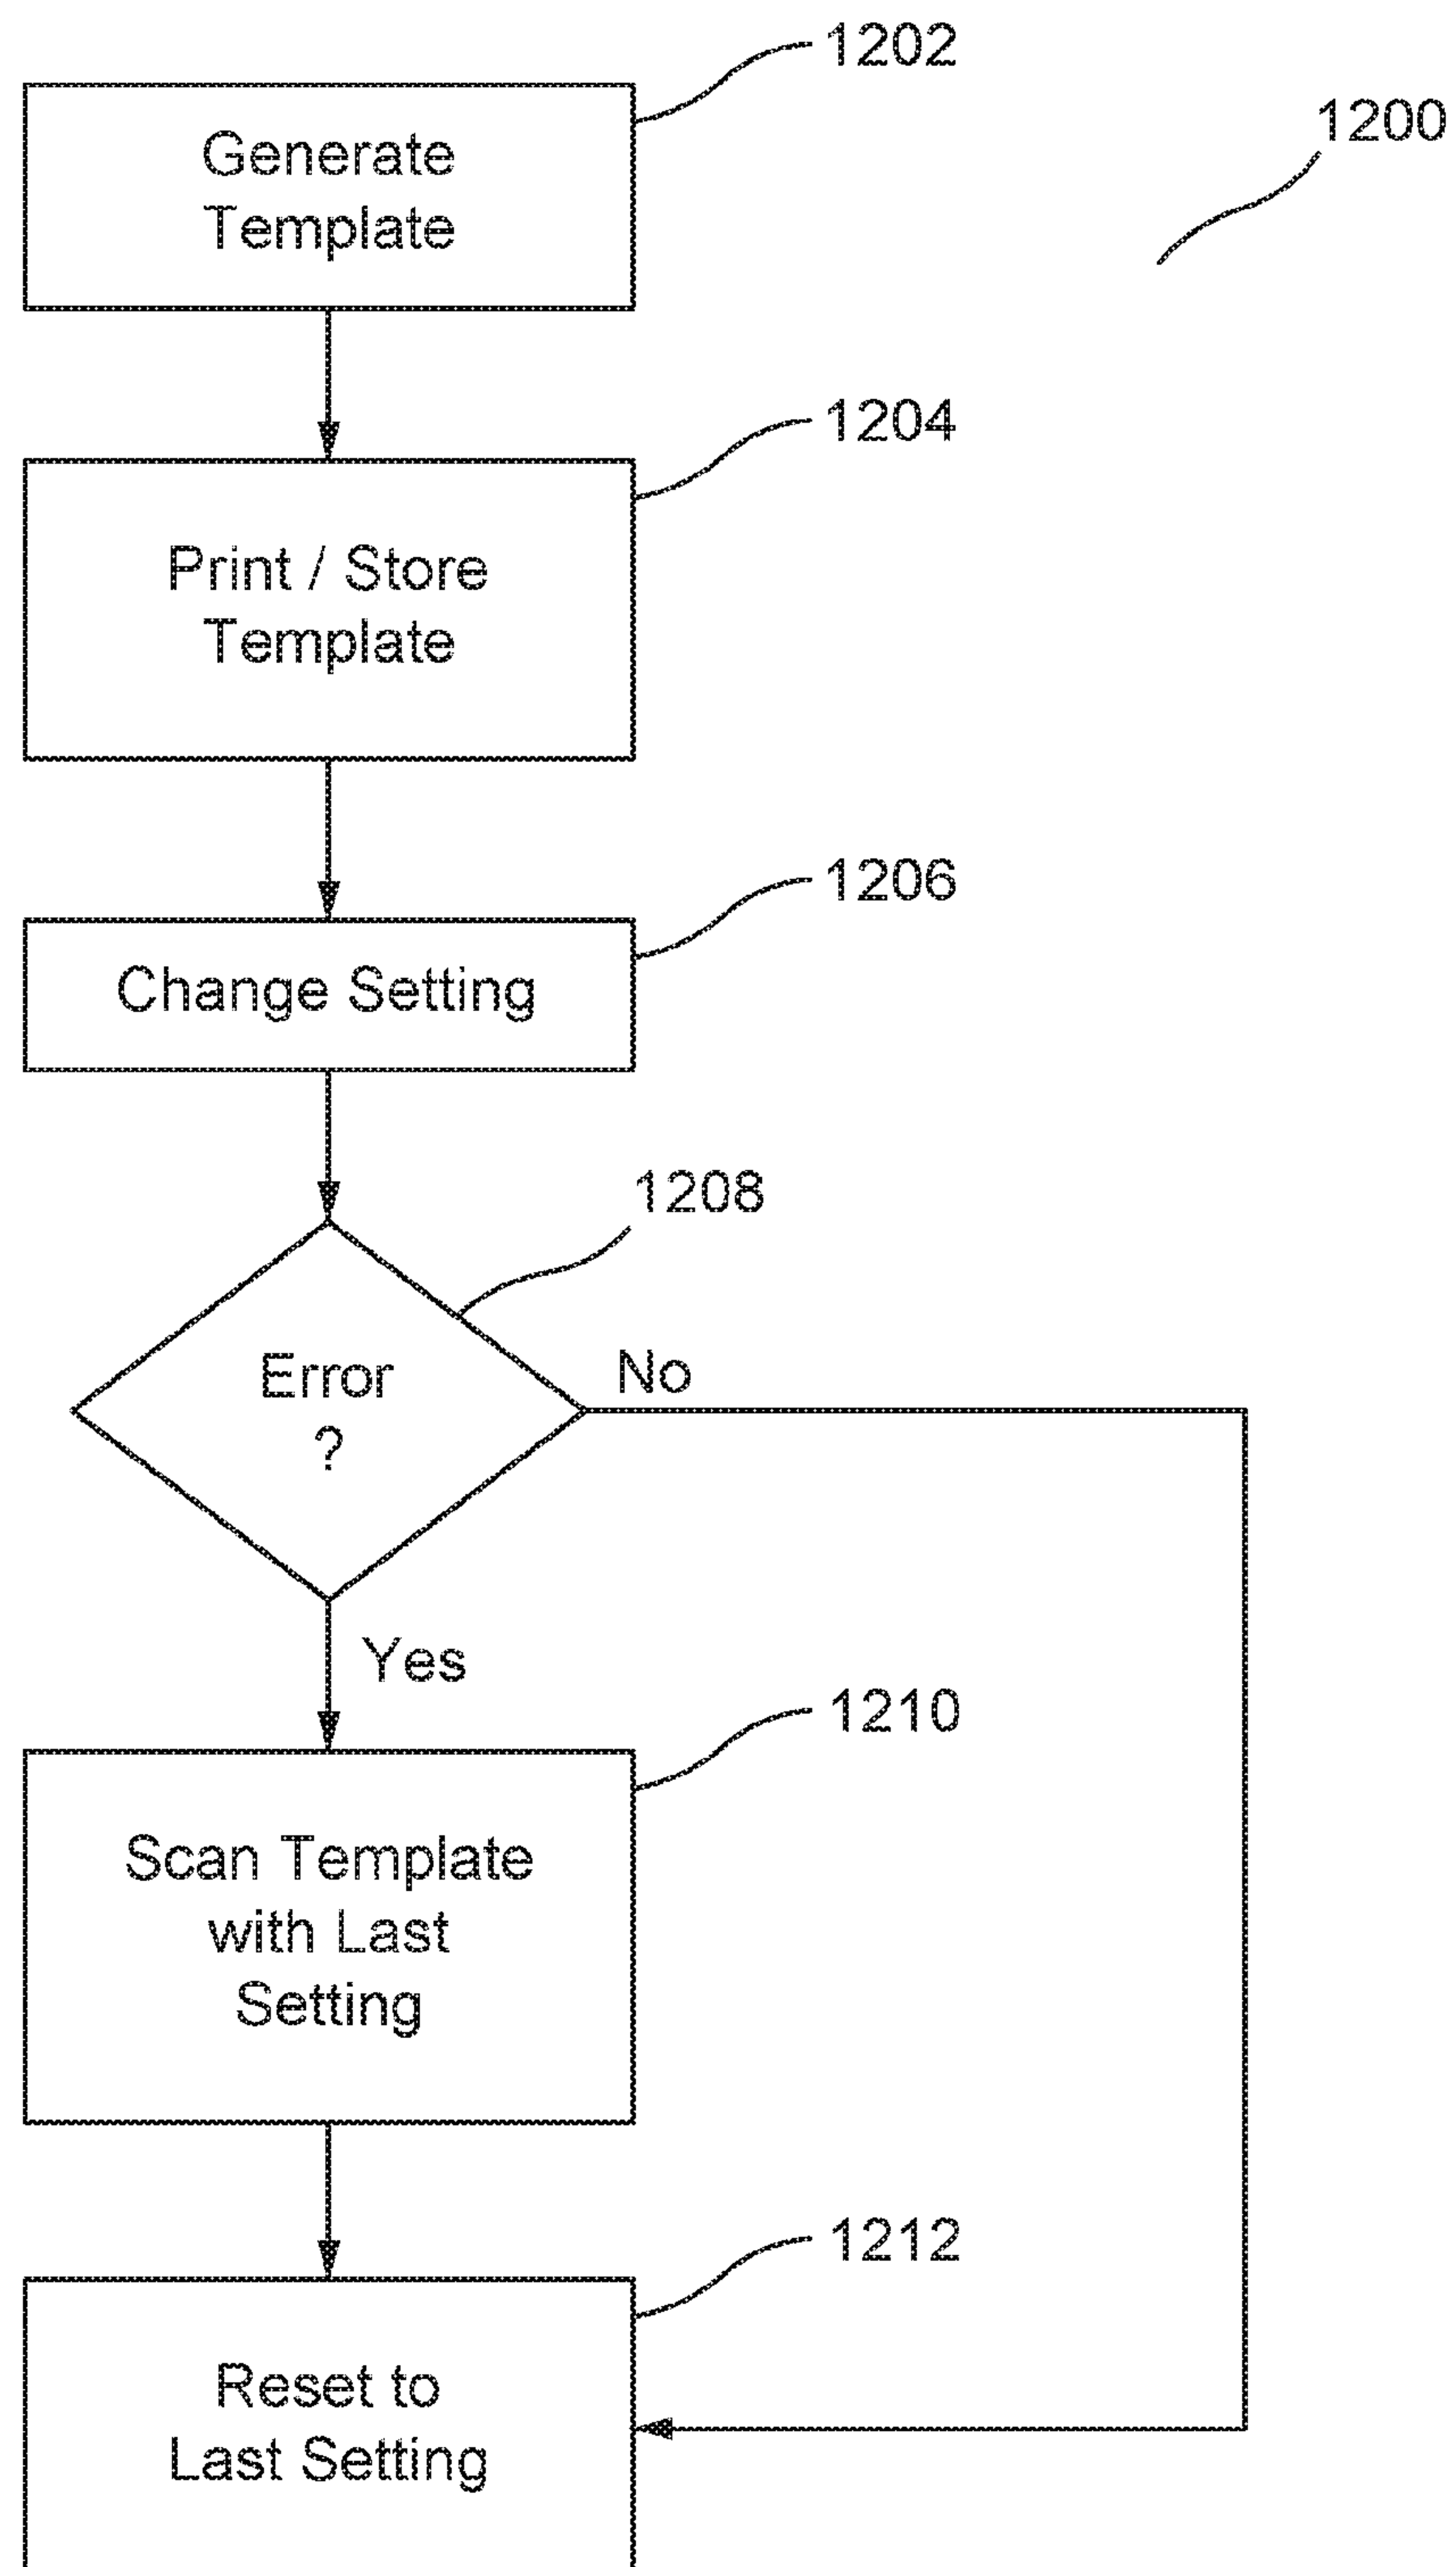 1202
1200
Generate
Template
1204
Print / Store
Template
1206
Change Setting
1208
Error
?
No
Yes
1210
Scan Template
with Last
Setting
1212
Reset to
Last Setting